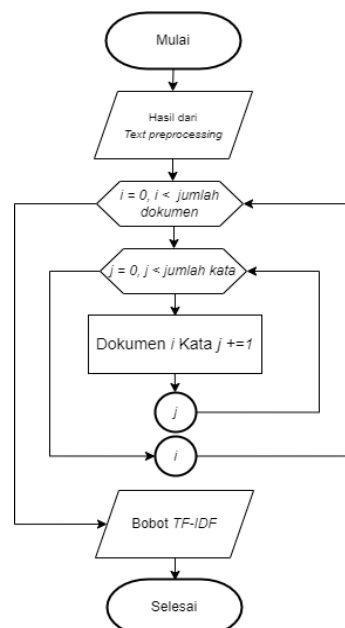 Mulai
Hasil dari
Text preprocessing
i = 0, i < jumlah
dokumen
j = 0, j < jumlah kata
Dokumen i Kata j +=1
j
i
Bobot TF-IDF
Selesai